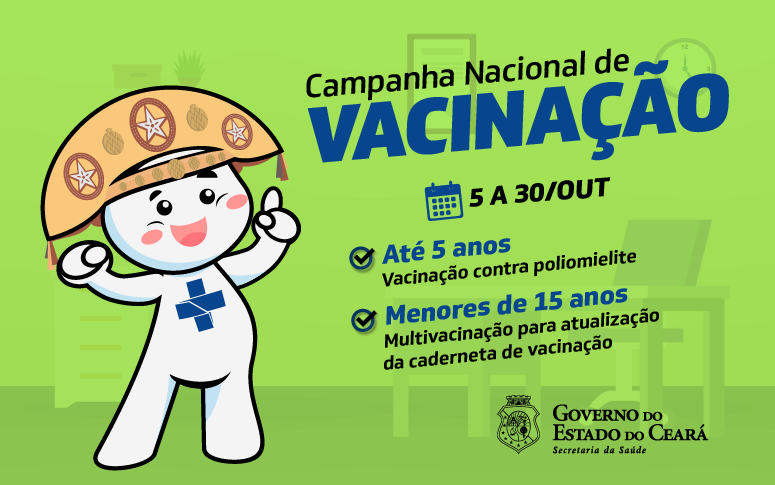 Campanha Nacional de
VACINAÇÃO
5 A 30/OUT
Até 5 anos
Vacinação contra poliomielite
Menores de 15 anos
Multivacinação para atualização
da caderneta de vacinação
GOVERNO DO
ESTADO DO CEARÁ
Secretaria da Saúde